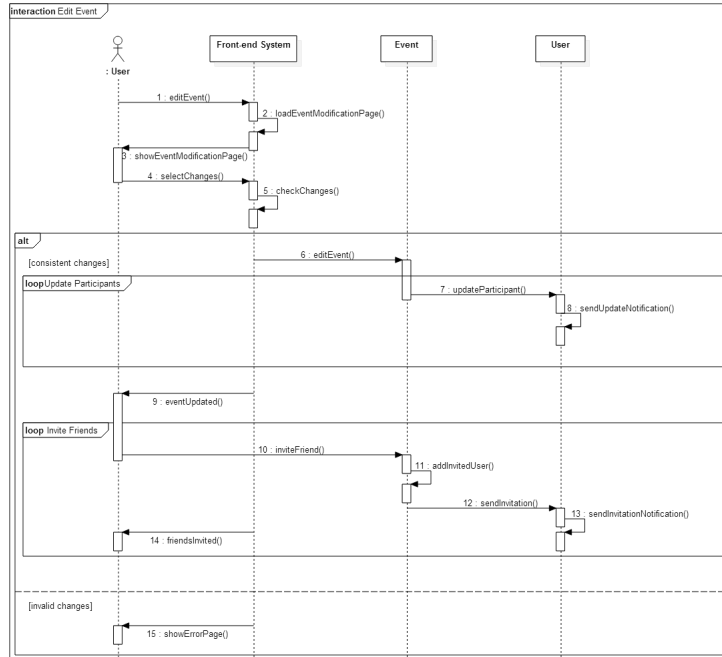 interaction Edit Event
Front-end System
Event
User
: User
1 : editEvent()
2 : loadEventModificationPage()
3 : showEventModificationPage()
4 : selectChanges()
5 : checkChanges()
alt
[consistent changes]
6 : editEvent()
loop Update Participants
7 : updateParticipant()
8 : sendUpdateNotification()
9 : eventUpdated()
loop Invite Friends
10 : inviteFriend()
11 : addInvitedUser()
12 : sendInvitation()
13 : sendInvitationNotification()
14 : friendsInvited()
[invalid changes]
15 : showErrorPage()